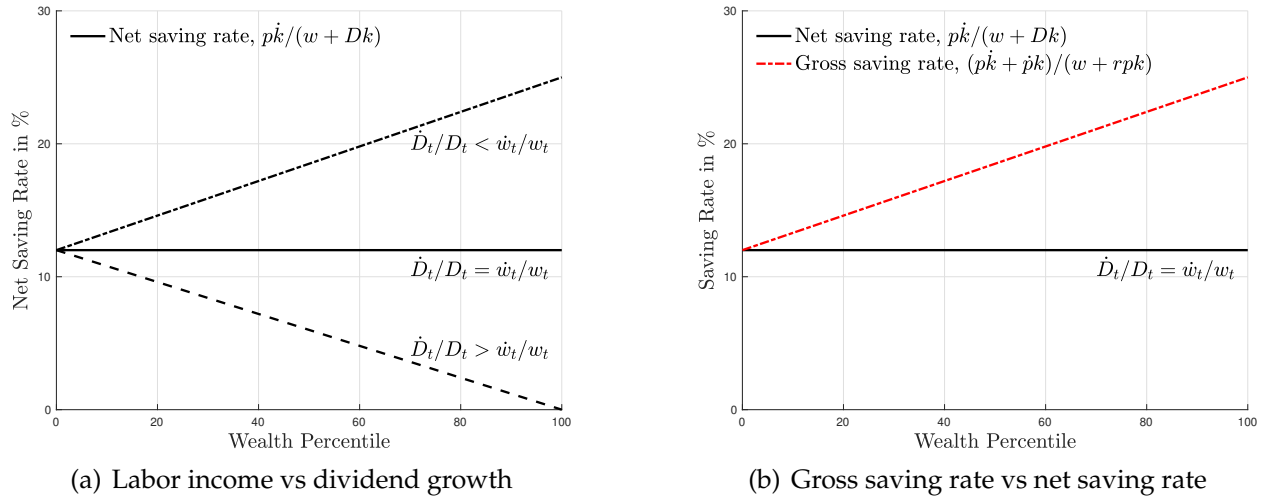 Net saving rate, pk̇/(w + Dk)
Net Saving Rate in %
30
20
10
0
Ḋₜ/Dₜ < ẇₜ/wₜ
Ḋₜ/Dₜ = ẇₜ/wₜ
Ḋₜ/Dₜ > ẇₜ/wₜ
0 20 40 60 80 100
Wealth Percentile
(a) Labor income vs dividend growth
Net saving rate, pk̇/(w + Dk)
Gross saving rate, (pk̇ + ṗk)/(w + rpk)
Saving Rate in %
30
20
10
0
Ḋₜ/Dₜ = ẇₜ/wₜ
0 20 40 60 80 100
Wealth Percentile
(b) Gross saving rate vs net saving rate